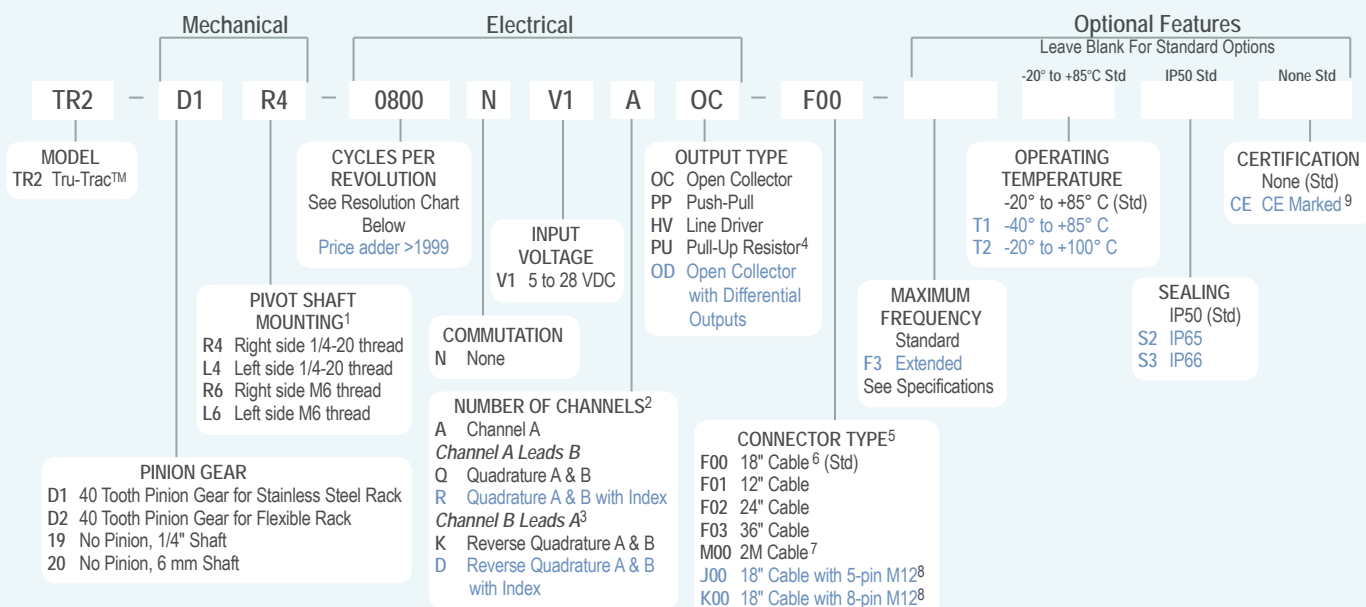 Mechanical
Electrical
Optional Features
Leave Blank For Standard Options
-20° to +85°C Std
IP50 Std
None Std
TR2 – D1 R4 – 0800 N V1 A OC – F00 –
MODEL
TR2 Tru-Trac™
CYCLES PER
REVOLUTION
See Resolution Chart
Below
Price adder >1999
INPUT
VOLTAGE
V1 5 to 28 VDC
OUTPUT TYPE
OC Open Collector
PP Push-Pull
HV Line Driver
PU Pull-Up Resistor4
OD Open Collector
with Differential
Outputs
OPERATING
TEMPERATURE
-20° to +85° C (Std)
T1 -40° to +85° C
T2 -20° to +100° C
CERTIFICATION
None (Std)
CE CE Marked9
PIVOT SHAFT
MOUNTING1
R4 Right side 1/4-20 thread
L4 Left side 1/4-20 thread
R6 Right side M6 thread
L6 Left side M6 thread
COMMUTATION
N None
MAXIMUM
FREQUENCY
Standard
F3 Extended
See Specifications
SEALING
IP50 (Std)
S2 IP65
S3 IP66
PINION GEAR
D1 40 Tooth Pinion Gear for Stainless Steel Rack
D2 40 Tooth Pinion Gear for Flexible Rack
19 No Pinion, 1/4" Shaft
20 No Pinion, 6 mm Shaft
NUMBER OF CHANNELS2
A Channel A
Channel A Leads B
Q Quadrature A & B
R Quadrature A & B with Index
Channel B Leads A3
K Reverse Quadrature A & B
D Reverse Quadrature A & B
with Index
CONNECTOR TYPE5
F00 18" Cable6 (Std)
F01 12" Cable
F02 24" Cable
F03 36" Cable
M00 2M Cable7
J00 18" Cable with 5-pin M128
K00 18" Cable with 8-pin M128